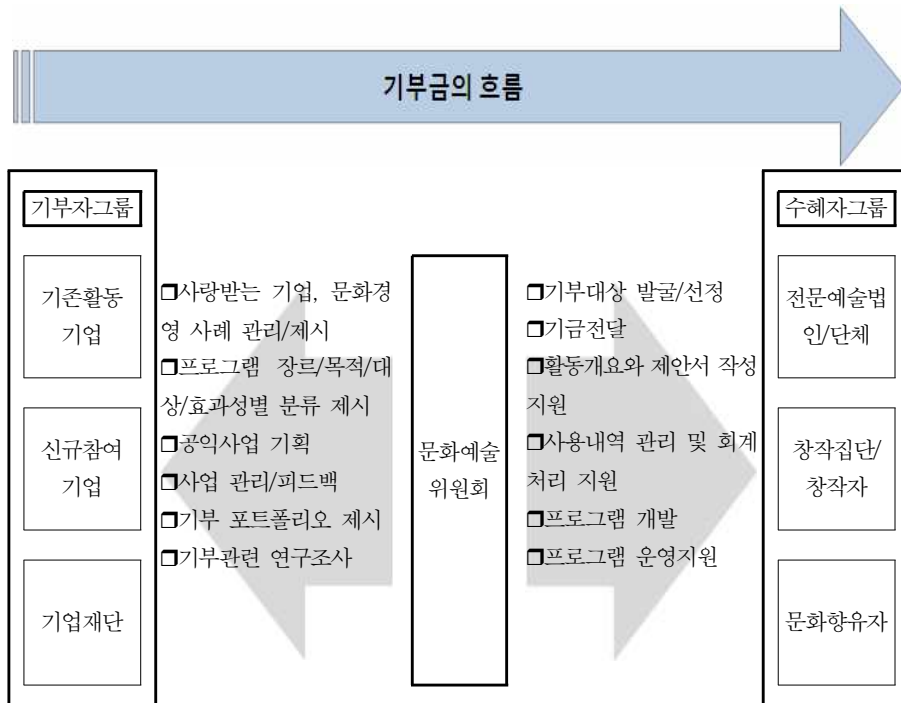 기부금의 흐름
기부자그룹
기존활동
기업
신규참여
기업
기업재단
❒사랑받는 기업, 문화경
영 사례 관리/제시
❒프로그램 장르/목적/대
상/효과성별 분류 제시
❒공익사업 기획
❒사업 관리/피드백
❒기부 포트폴리오 제시
❒기부관련 연구조사
문화예술
위원회
❒기부대상 발굴/선정
❒기금전달
❒활동개요와 제안서 작성
지원
❒사용내역 관리 및 회계
처리 지원
❒프로그램 개발
❒프로그램 운영지원
수혜자그룹
전문예술법
인/단체
창작집단/
창작자
문화향유자